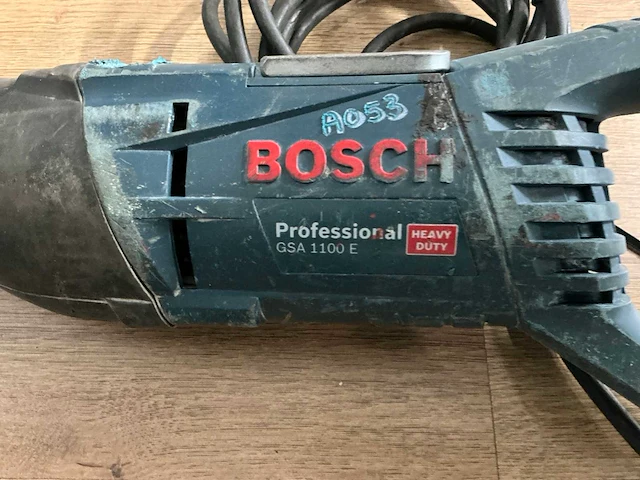 A053
BOSCH
Professional
GSA 1100 E
HEAVY
DUTY